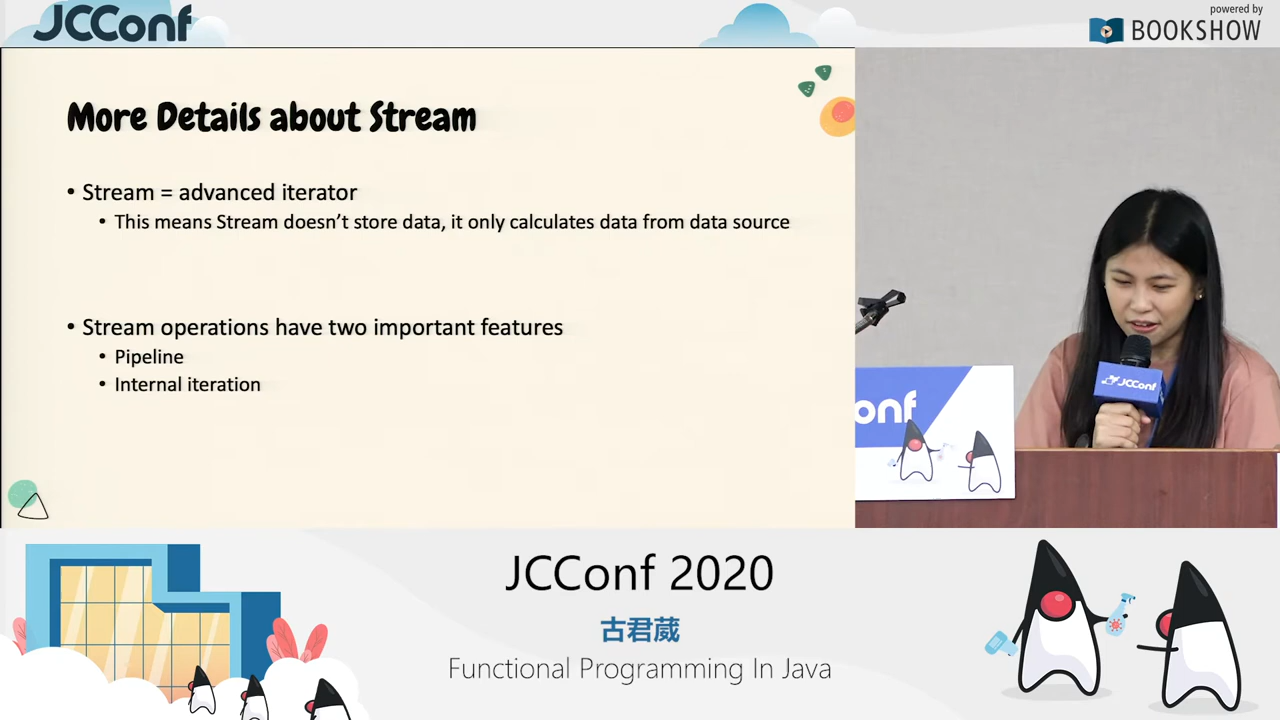 JCConf
powered by
BOOKSHOW
More Details about Stream
• Stream = advanced iterator
• This means Stream doesn’t store data, it only calculates data from data source
• Stream operations have two important features
• Pipeline
• Internal iteration
JCConf
onf
JCConf 2020
古君葳
Functional Programming In Java